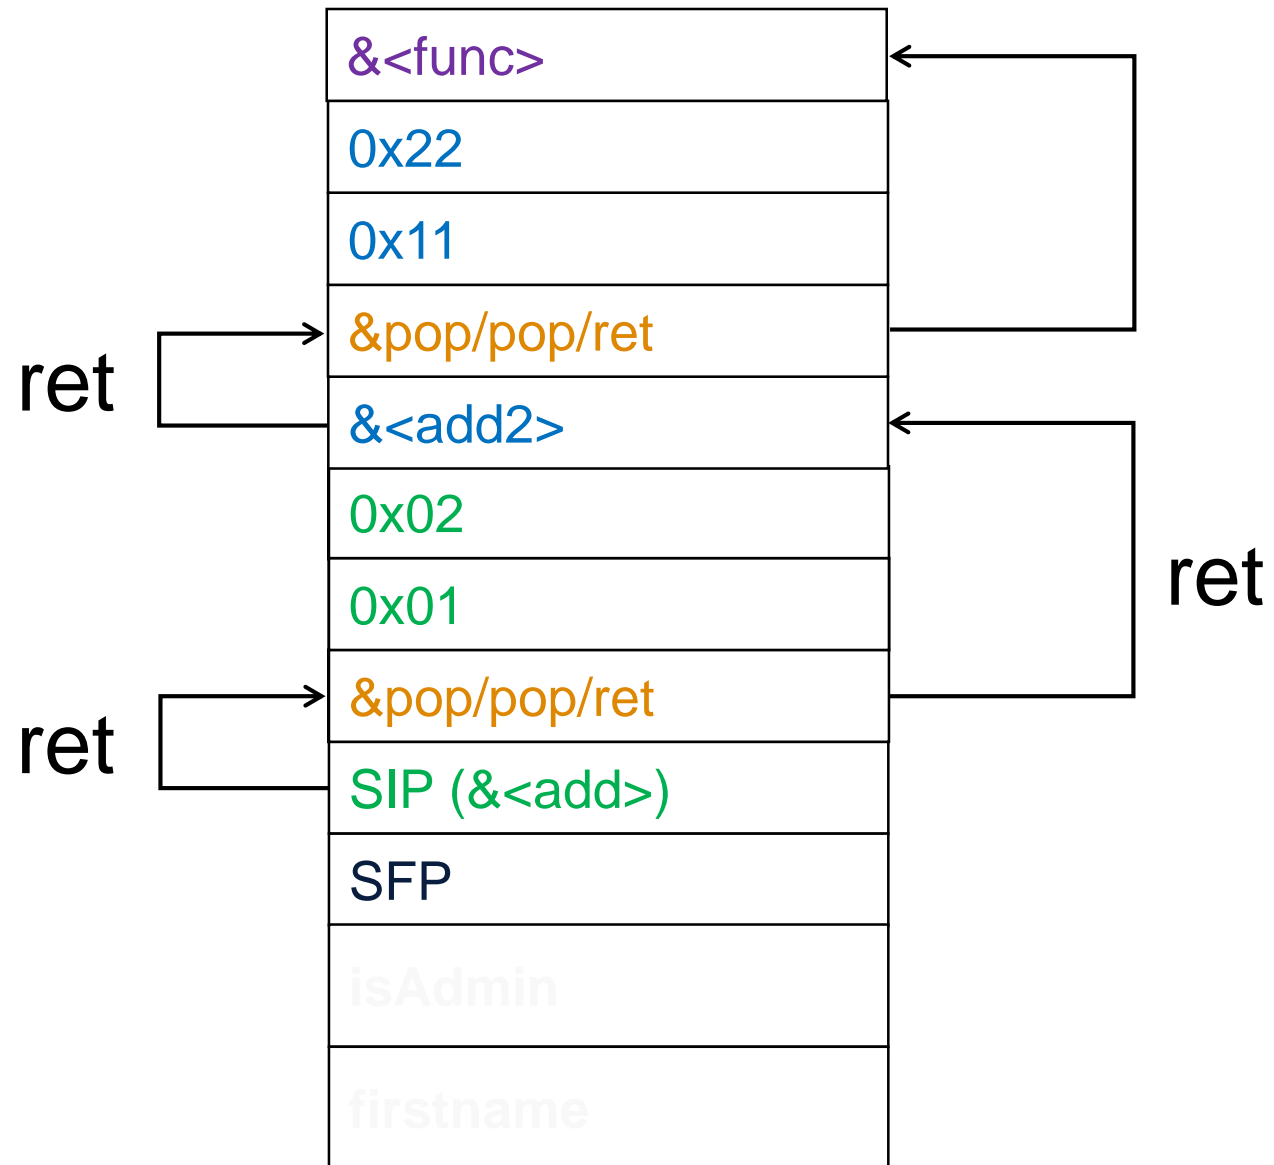 &<func>
0x22
0x11
&pop/pop/ret
ret
&<add2>
0x02
ret
0x01
&pop/pop/ret
ret
SIP (&<add>)
SFP
isAdmin
firstname